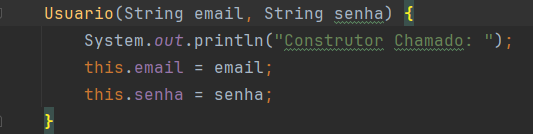 Usuario(String email, String senha) {
System.out.println("Construtor Chamado: ");
this.email = email;
this.senha = senha;
}